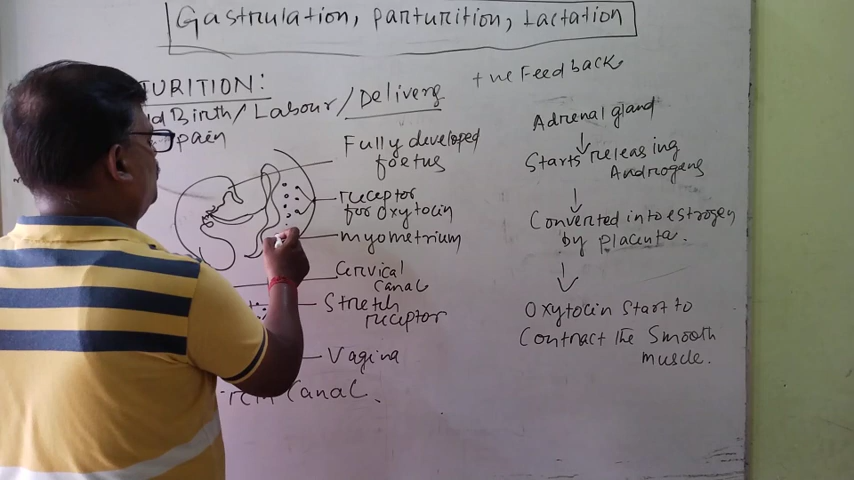 Gastrulation, parturition, Lactation
TURITION:
+ve Feedback
Birth/Labour/Delivery
pain
Fully developed
foetus
receptor
for oxytocin
myometrium
Cervical
Canal
Stretch
receptor
Vagina
Canal.
Adrenal gland
Starts releasing
Androgens
Converted into estrogen
by placenta.
Oxytocin start to
Contract the smooth
muscle.